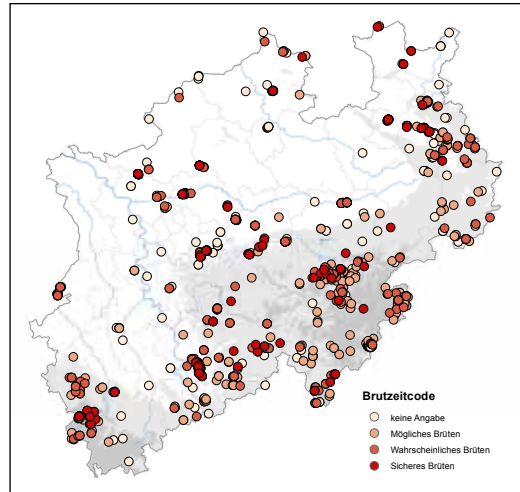 Brutzeitcode
keine Angabe
Mögliches Brüten
Wahrscheinliches Brüten
Sicheres Brüten